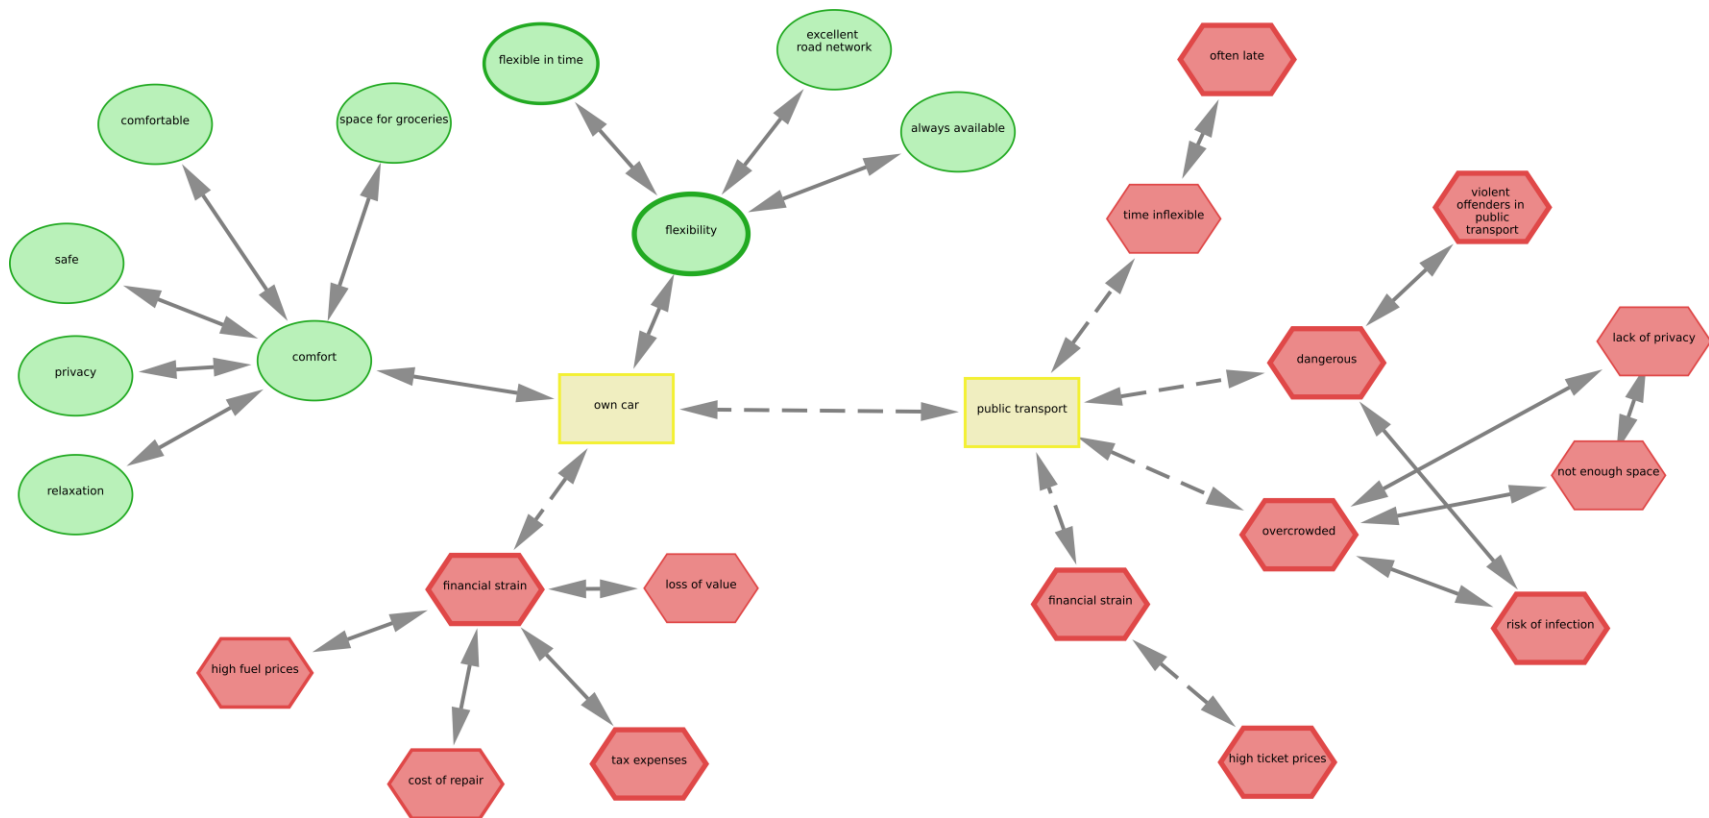 excellent
road network
flexible in time
often late
comfortable
space for groceries
always available
violent
offenders in
public
transport
time inflexible
flexibility
safe
lack of privacy
comfort
dangerous
privacy
own car
public transport
not enough space
relaxation
overcrowded
financial strain
loss of value
financial strain
risk of infection
high fuel prices
tax expenses
high ticket prices
cost of repair